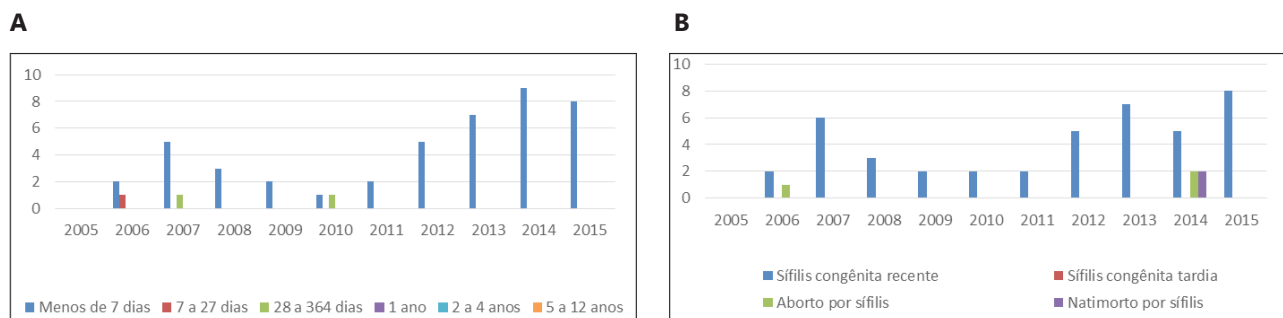 A
10
8
6
4
2
0
2005 2006 2007 2008 2009 2010 2011 2012 2013 2014 2015
Menos de 7 dias 7 a 27 dias 28 a 364 dias 1 ano 2 a 4 anos 5 a 12 anos
B
10
8
6
4
2
0
2005 2006 2007 2008 2009 2010 2011 2012 2013 2014 2015
Sífilis congênita recente Sífilis congênita tardia
Aborto por sífilis Natimorto por sífilis